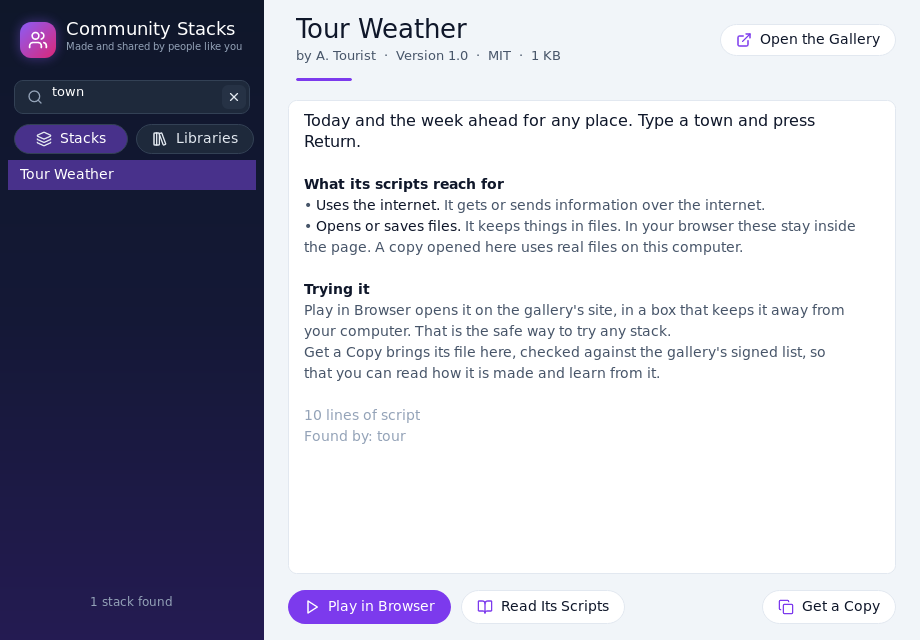 Community Stacks
Made and shared by people like you
town
Stacks
Libraries
Tour Weather
1 stack found
Tour Weather
by A. Tourist · Version 1.0 · MIT · 1 KB
Open the Gallery
Today and the week ahead for any place. Type a town and press
Return.
What its scripts reach for
• Uses the internet. It gets or sends information over the internet.
• Opens or saves files. It keeps things in files. In your browser these stay inside
the page. A copy opened here uses real files on this computer.
Trying it
Play in Browser opens it on the gallery's site, in a box that keeps it away from
your computer. That is the safe way to try any stack.
Get a Copy brings its file here, checked against the gallery's signed list, so
that you can read how it is made and learn from it.
10 lines of script
Found by: tour
Play in Browser
Read Its Scripts
Get a Copy